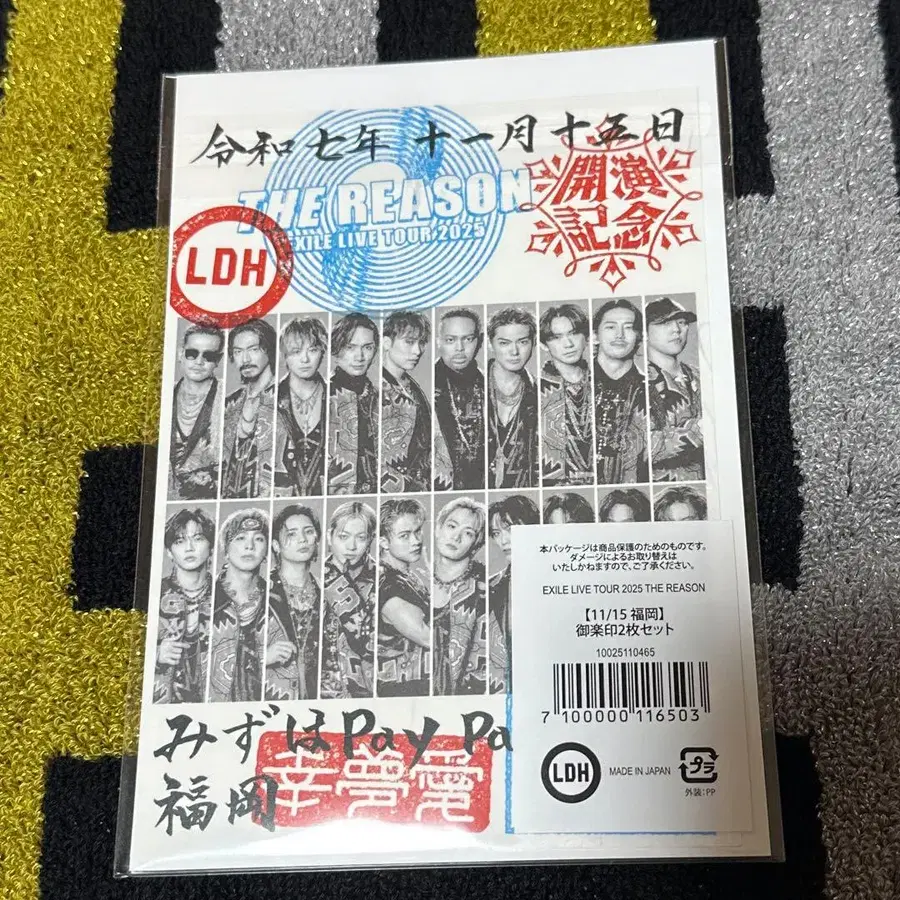 令和七年 十一月十五日
THE REASON
EXILE LIVE TOUR 2025
開演
記念
LDH
本パッケージは商品保護のためのものです。
ダメージによるお取り替えは
いたしかねますので、ご了承ください。
EXILE LIVE TOUR 2025 THE REASON
【11/15 福岡】
御楽印2枚セット
10025110465
7 100000 116503
LDH
MADE IN JAPAN
プラ
外装:PP
みずほPay Pa
福岡
幸夢愛